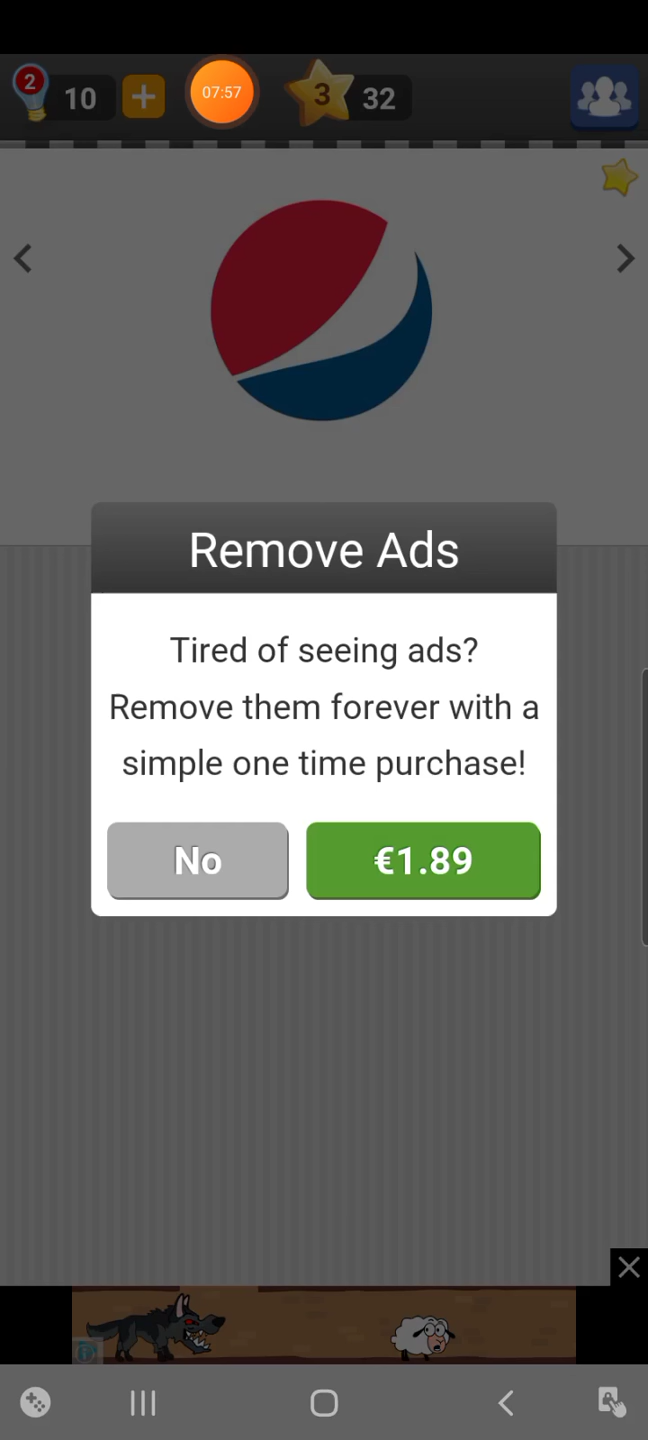 2
10
07:57
3
32
Remove Ads
Tired of seeing ads?
Remove them forever with a
simple one time purchase!
No
€1.89